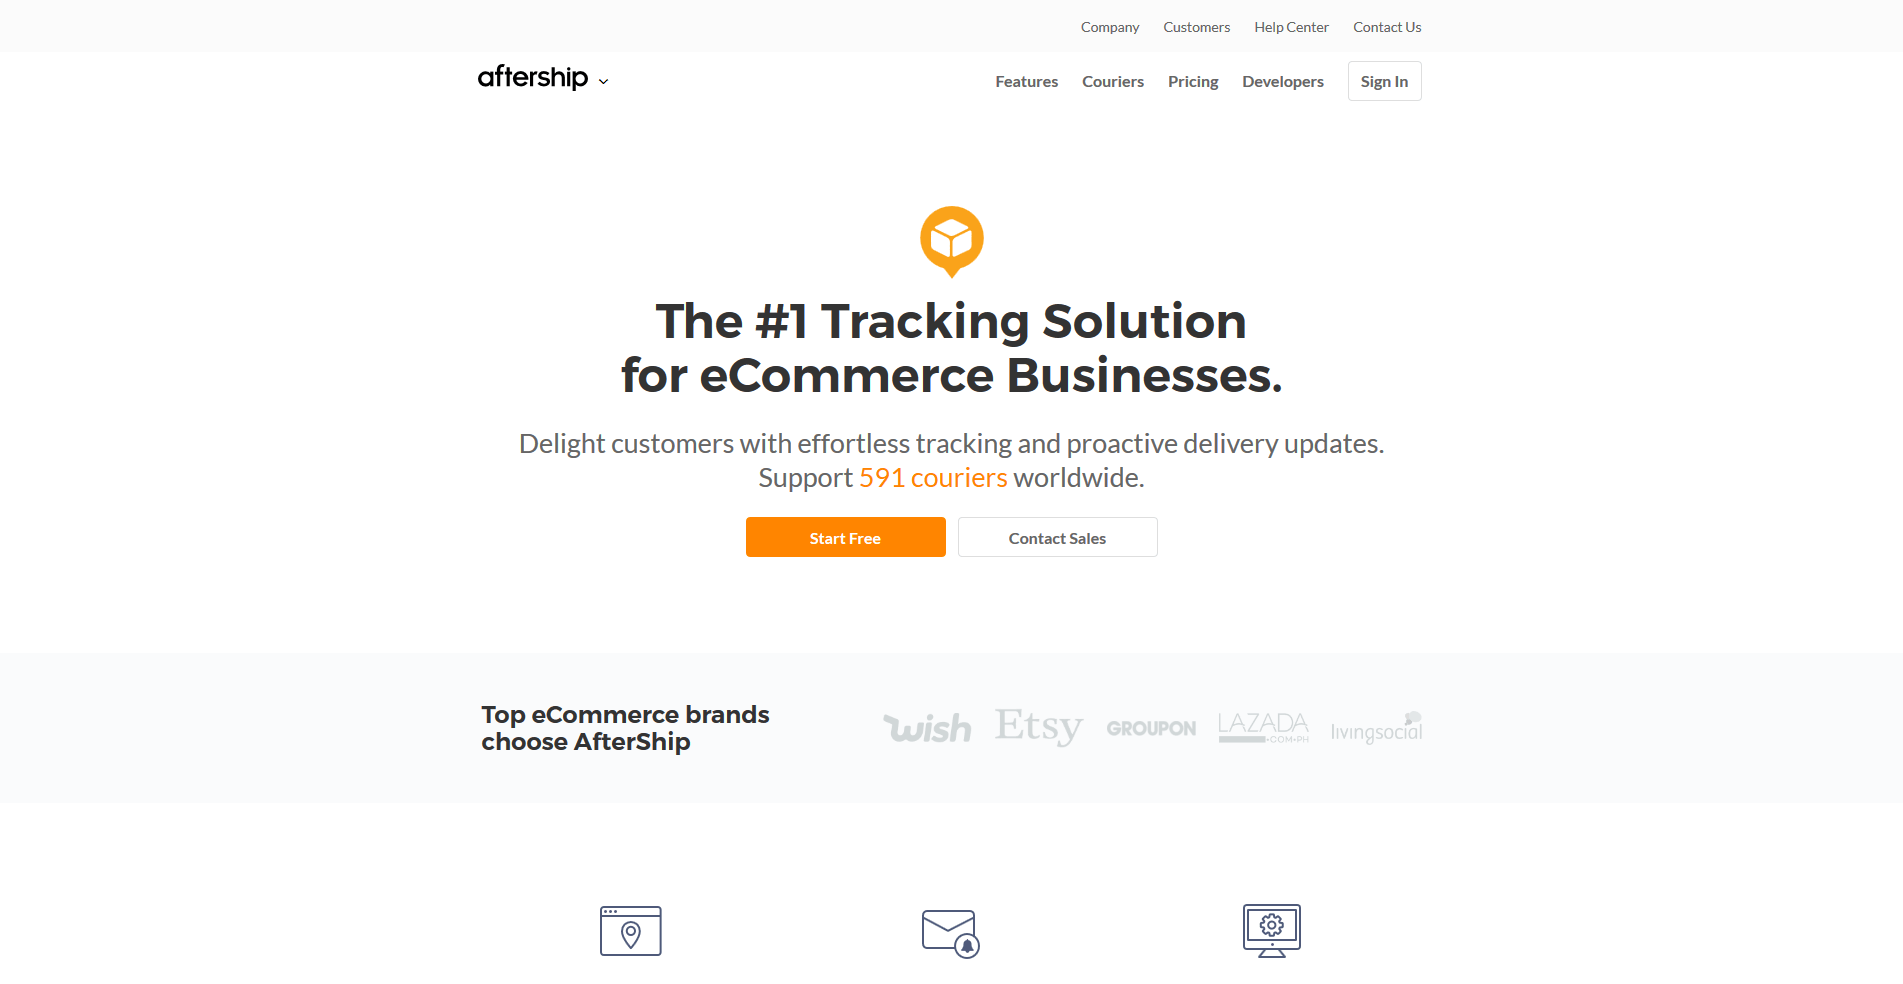 Company Customers Help Center Contact Us
aftership
Features Couriers Pricing Developers Sign In
The #1 Tracking Solution
for eCommerce Businesses.
Delight customers with effortless tracking and proactive delivery updates.
Support 591 couriers worldwide.
Start Free Contact Sales
Top eCommerce brands
choose AfterShip
wish Etsy GROUPON LAZADA .COM.PH livingsocial